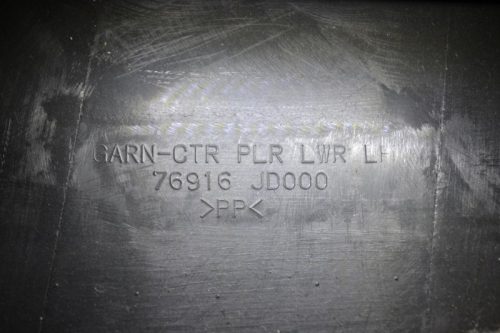 GARN-CTR PLR LWR LH
76916 JD000
>PP<